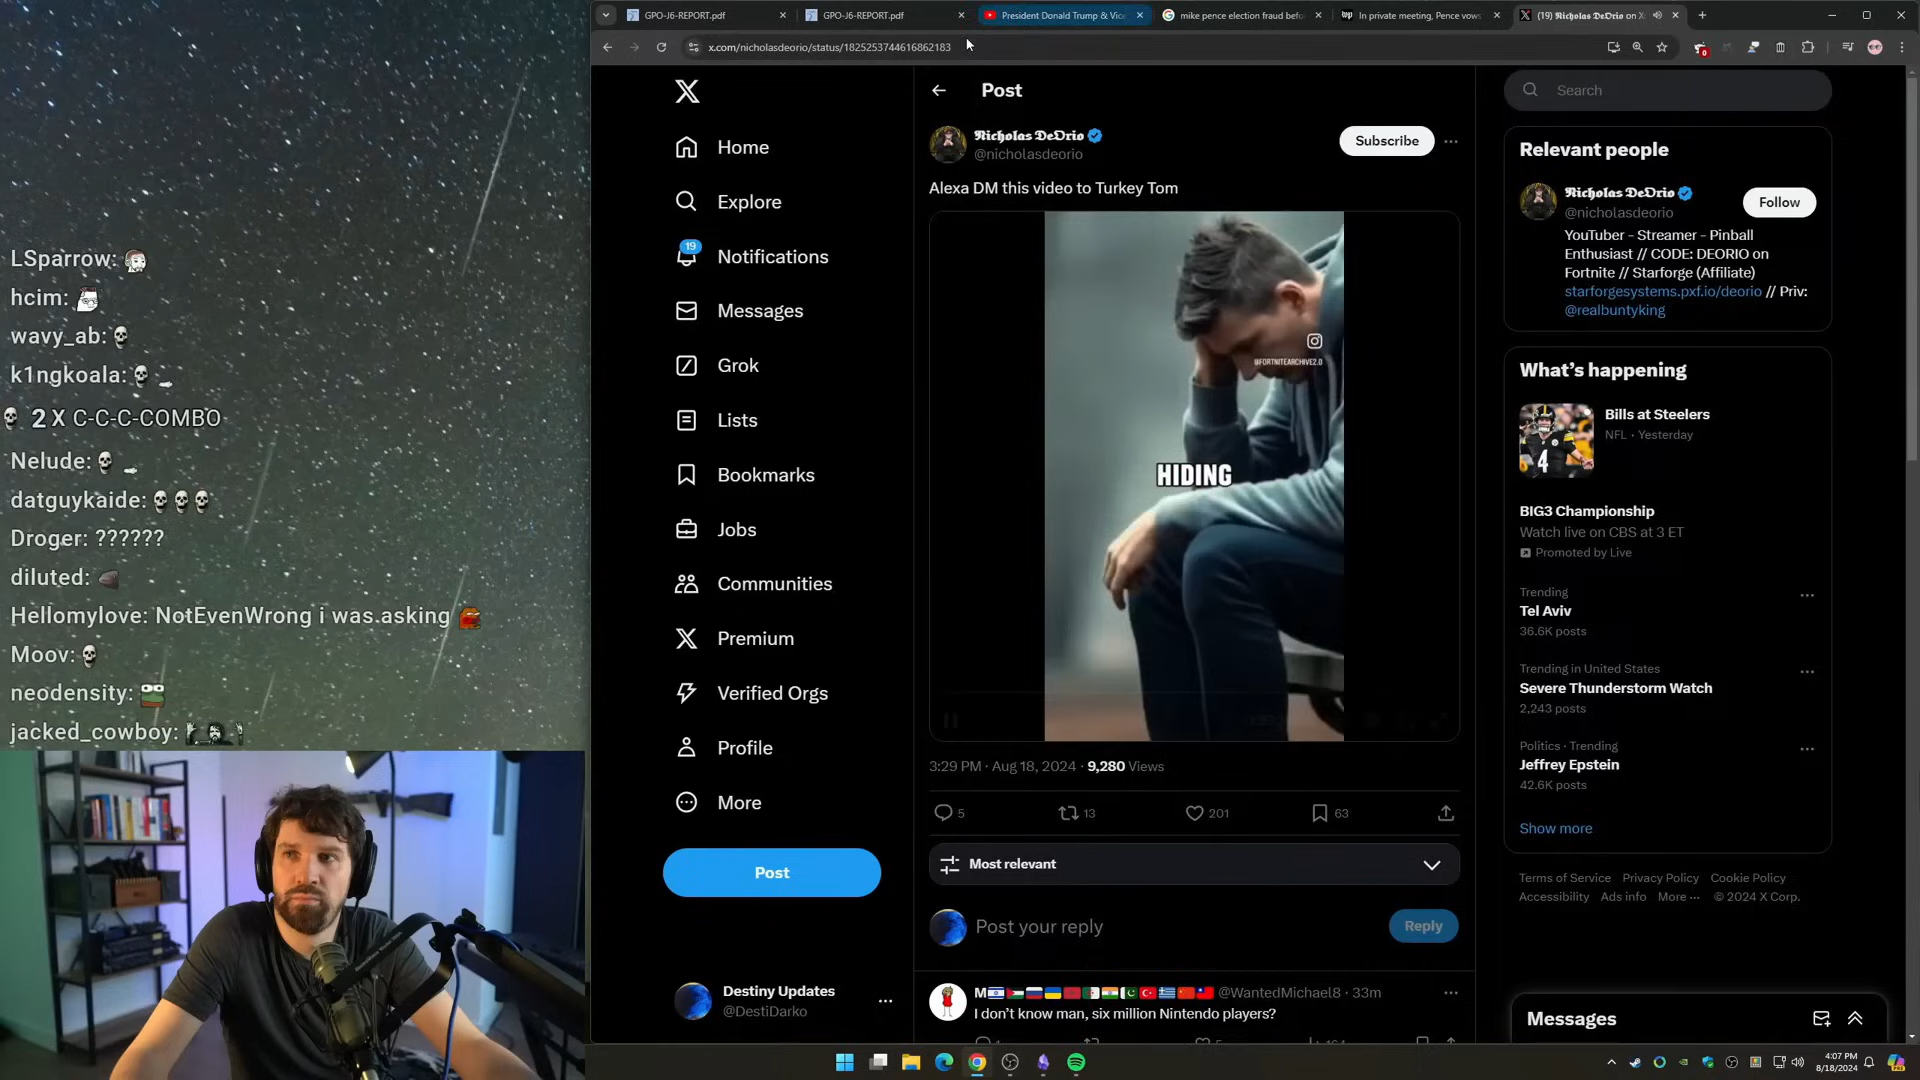 GPO-J6-REPORT.pdf
GPO-J6-REPORT.pdf
President Donald Trump & Vice
mike pence election fraud befo
In private meeting, Pence vows
(19) Nicholas DeOrio on X
x.com/nicholasdeorio/status/1825253744616862183
0
LSparrow:
hcim:
wavy_ab:
k1ngkoala:
2 X C-C-C-COMBO
Nelude:
datguykaide:
Droger: ??????
diluted:
Hellomylove: NotEvenWrong i was asking
Moov:
neodensity:
jacked_cowboy:
Home
Explore
19
Notifications
Messages
Grok
Lists
Bookmarks
Jobs
Communities
Premium
Verified Orgs
Profile
More
Post
Destiny Updates
@DestiDarko
Post
Nicholas DeOrio
@nicholasdeorio
Subscribe
Alexa DM this video to Turkey Tom
@FORTNITEARCHIVE2.0
HIDING
3:29 PM · Aug 18, 2024 · 9,280 Views
5
13
201
63
Most relevant
Post your reply
Reply
M @WantedMichael8 · 33m
I don't know man, six million Nintendo players?
Search
Relevant people
Nicholas DeOrio
@nicholasdeorio
Follow
YouTuber - Streamer - Pinball
Enthusiast // CODE: DEORIO on
Fortnite // Starforge (Affiliate)
starforgesystems.pxf.io/deorio // Priv:
@realbuntyking
What's happening
Bills at Steelers
NFL · Yesterday
BIG3 Championship
Watch live on CBS at 3 ET
Promoted by Live
Trending
Tel Aviv
36.6K posts
Trending in United States
Severe Thunderstorm Watch
2,243 posts
Politics · Trending
Jeffrey Epstein
42.6K posts
Show more
Terms of Service Privacy Policy Cookie Policy
Accessibility Ads info More ··· © 2024 X Corp.
Messages
4:07 PM
8/18/2024